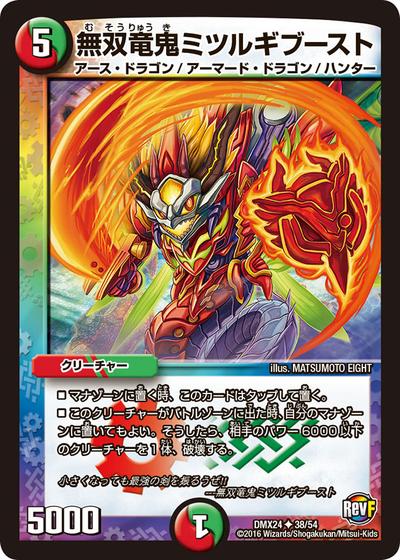 5
む そうりゅう き
無双竜鬼ミツルギブースト
アース・ドラゴン / アーマード・ドラゴン / ハンター
illus. MATSUMOTO EIGHT
クリーチャー
■ マナゾーンに置く時、このカードはタップして置く。
■ このクリーチャーがバトルゾーンに出た時、自分のマナゾー
ンに置いてもよい。そうしたら、相手のパワー6000以下
のクリーチャーを1体、破壊する。
小さくなっても最強の剣を振るうぜ!!
──無双竜鬼ミツルギブースト
5000
1
RevF
DMX24 ◆ 38/54
©2016 Wizards/Shogakukan/Mitsui-Kids